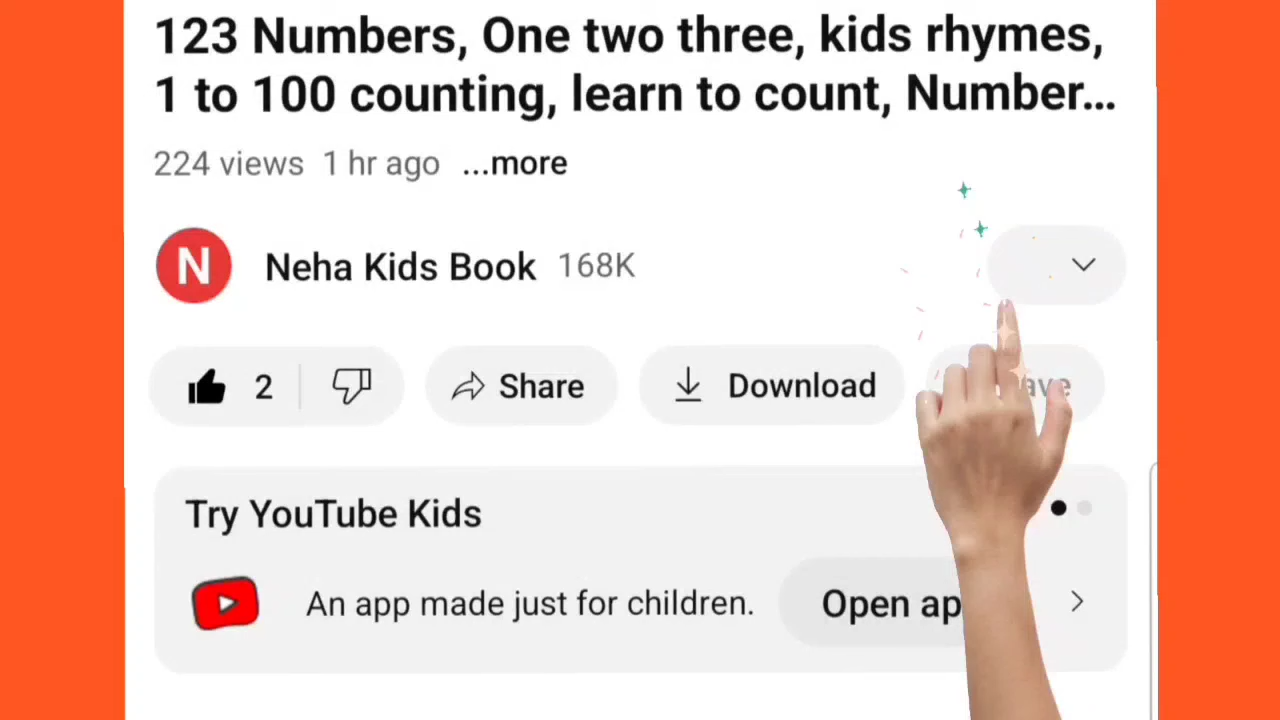 123 Numbers, One two three, kids rhymes,
1 to 100 counting, learn to count, Number...
224 views 1 hr ago ...more
N Neha Kids Book 168K
2 Share Download ave
Try YouTube Kids
An app made just for children. Open ap